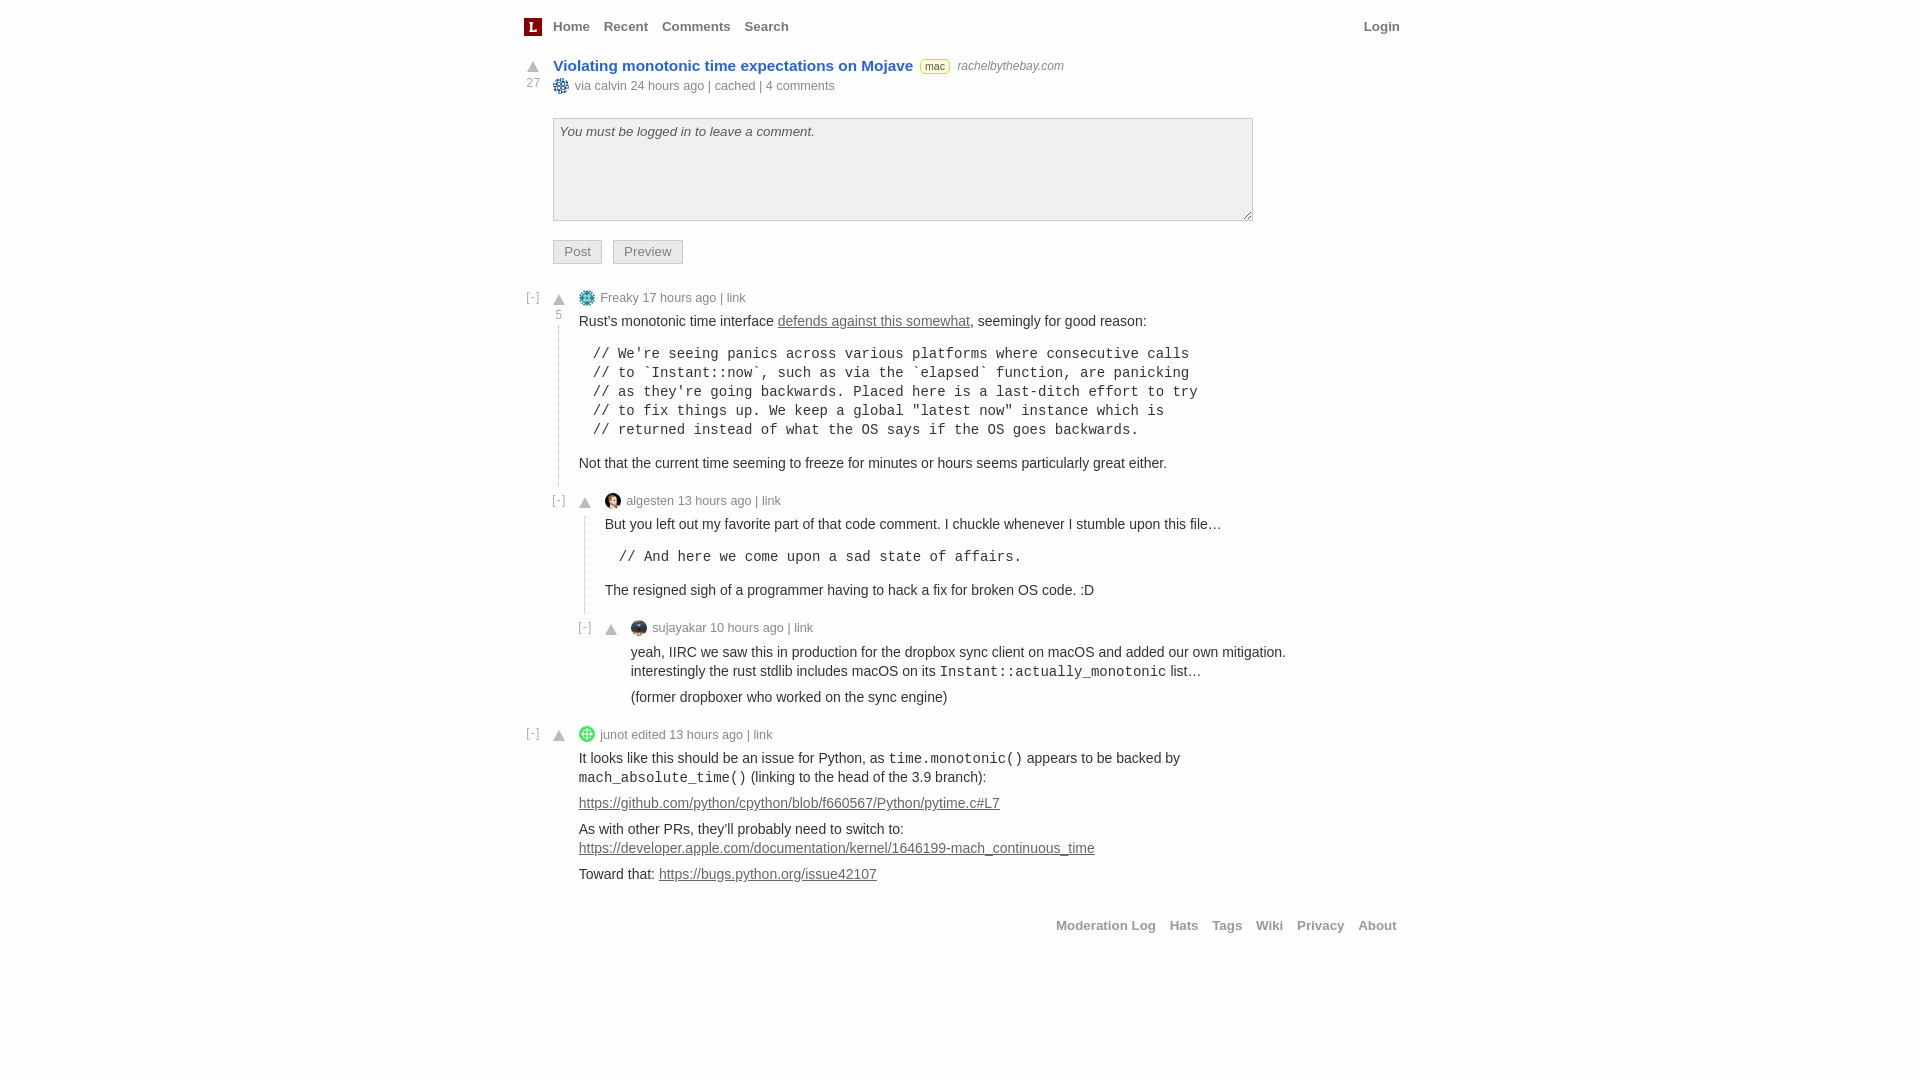 L Home Recent Comments Search Login
Violating monotonic time expectations on Mojave mac rachelbythebay.com
27
via calvin 24 hours ago | cached | 4 comments
You must be logged in to leave a comment.
Post Preview
[-] Freaky 17 hours ago | link
5
Rust’s monotonic time interface defends against this somewhat, seemingly for good reason:
// We're seeing panics across various platforms where consecutive calls
// to `Instant::now`, such as via the `elapsed` function, are panicking
// as they're going backwards. Placed here is a last-ditch effort to try
// to fix things up. We keep a global "latest now" instance which is
// returned instead of what the OS says if the OS goes backwards.
Not that the current time seeming to freeze for minutes or hours seems particularly great either.
[-] algesten 13 hours ago | link
But you left out my favorite part of that code comment. I chuckle whenever I stumble upon this file…
// And here we come upon a sad state of affairs.
The resigned sigh of a programmer having to hack a fix for broken OS code. :D
[-] sujayakar 10 hours ago | link
yeah, IIRC we saw this in production for the dropbox sync client on macOS and added our own mitigation.
interestingly the rust stdlib includes macOS on its Instant::actually_monotonic list…
(former dropboxer who worked on the sync engine)
[-] junot edited 13 hours ago | link
It looks like this should be an issue for Python, as time.monotonic() appears to be backed by
mach_absolute_time() (linking to the head of the 3.9 branch):
https://github.com/python/cpython/blob/f660567/Python/pytime.c#L7
As with other PRs, they’ll probably need to switch to:
https://developer.apple.com/documentation/kernel/1646199-mach_continuous_time
Toward that: https://bugs.python.org/issue42107
Moderation Log Hats Tags Wiki Privacy About